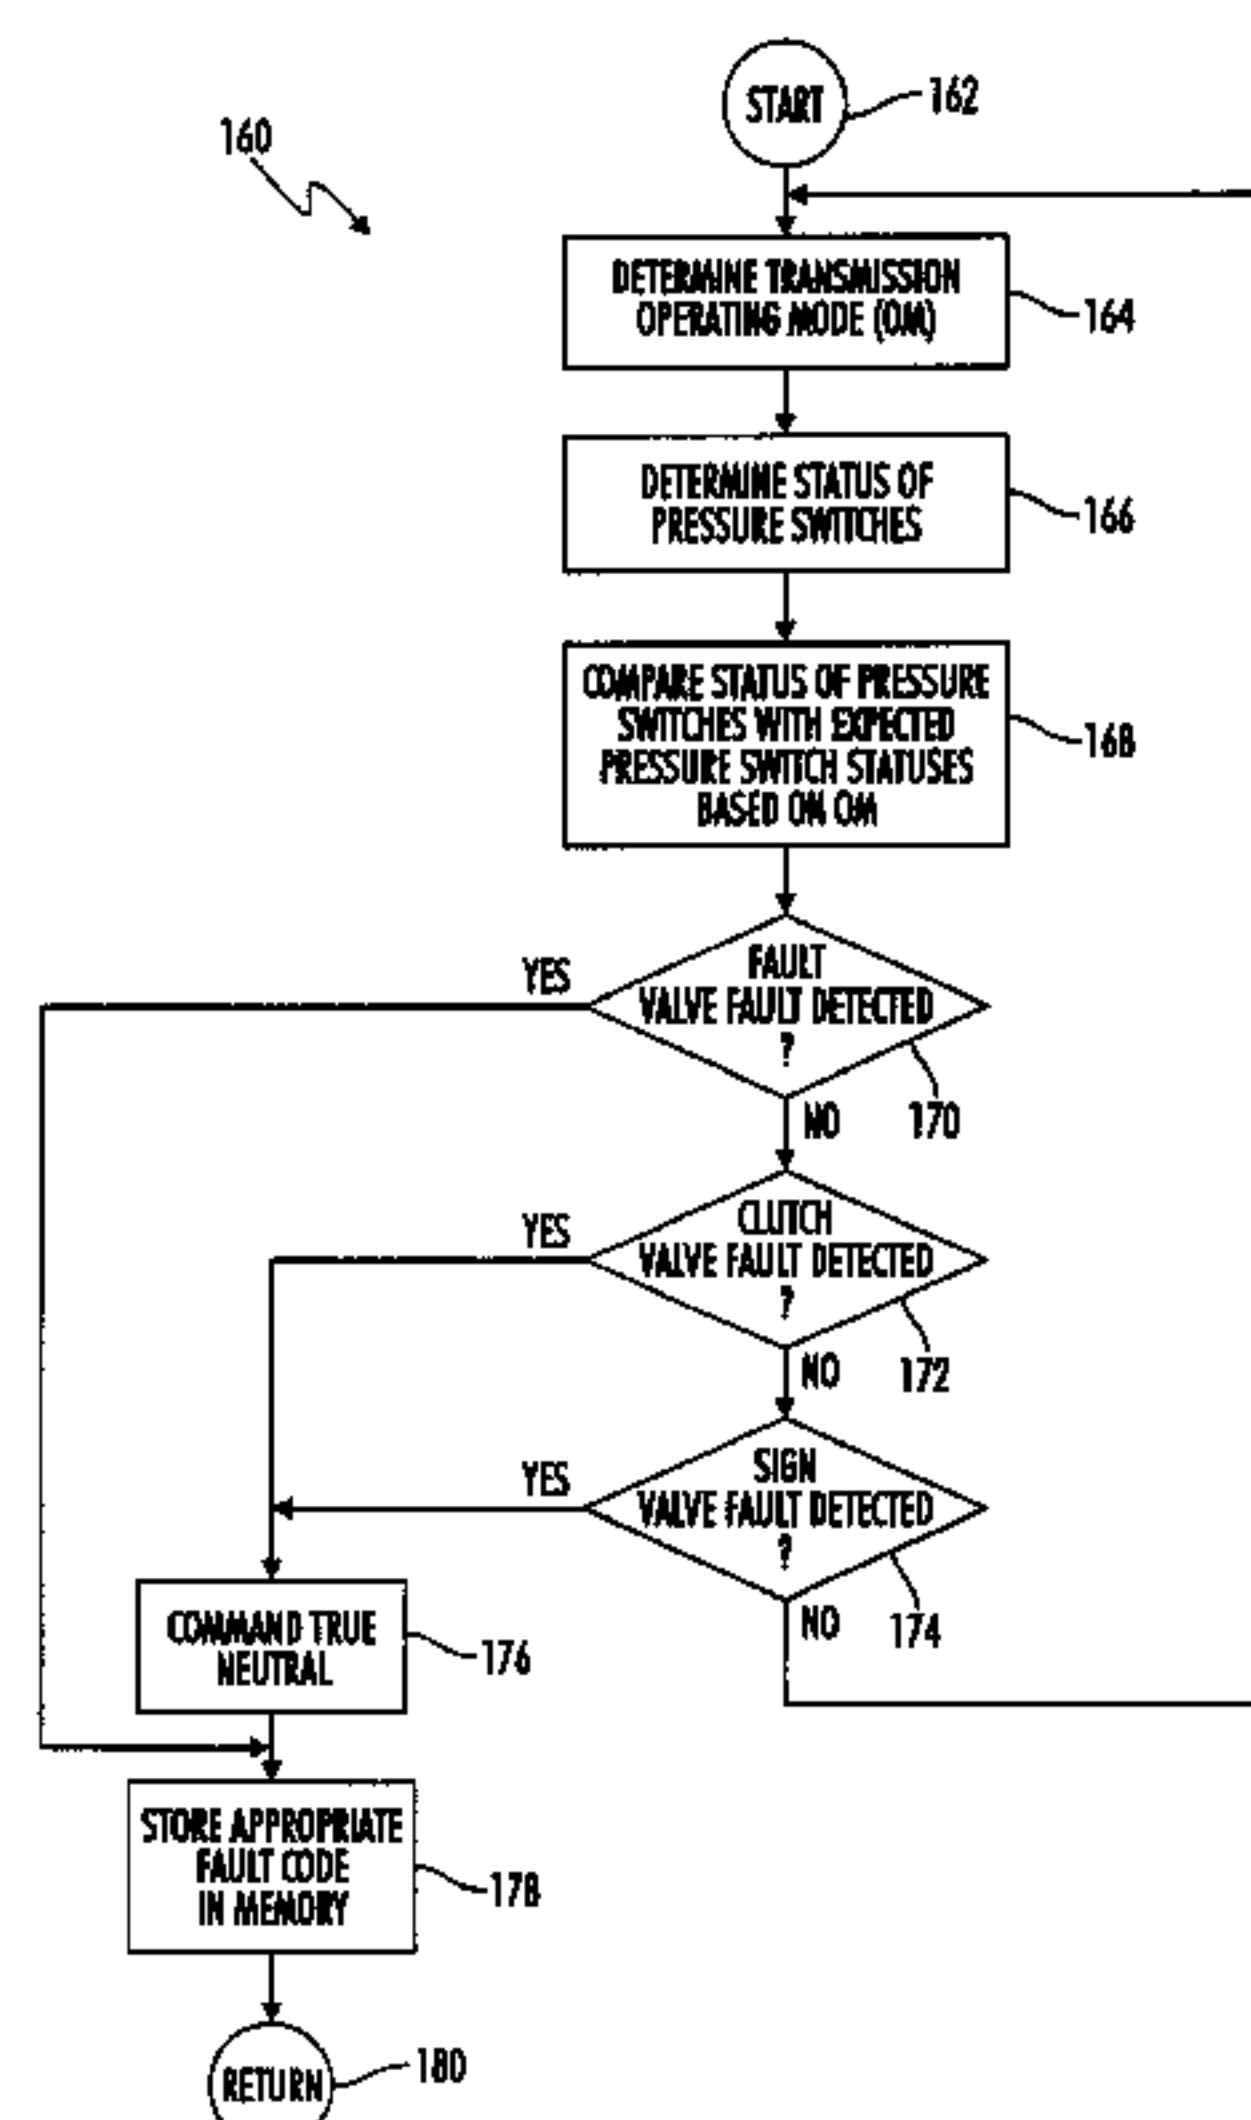 START
162
160
DETERMINE TRANSMISSION
OPERATING MODE (OM)
164
DETERMINE STATUS OF
PRESSURE SWITCHES
166
COMPARE STATUS OF PRESSURE
SWITCHES WITH EXPECTED
PRESSURE SWITCH STATUSES
BASED ON OM
168
FAULT
VALVE FAULT DETECTED
?
YES
NO
170
CLUTCH
VALVE FAULT DETECTED
?
YES
NO
172
SIGN
VALVE FAULT DETECTED
?
YES
NO
174
COMMAND TRUE
NEUTRAL
176
STORE APPROPRIATE
FAULT CODE
IN MEMORY
178
RETURN
180